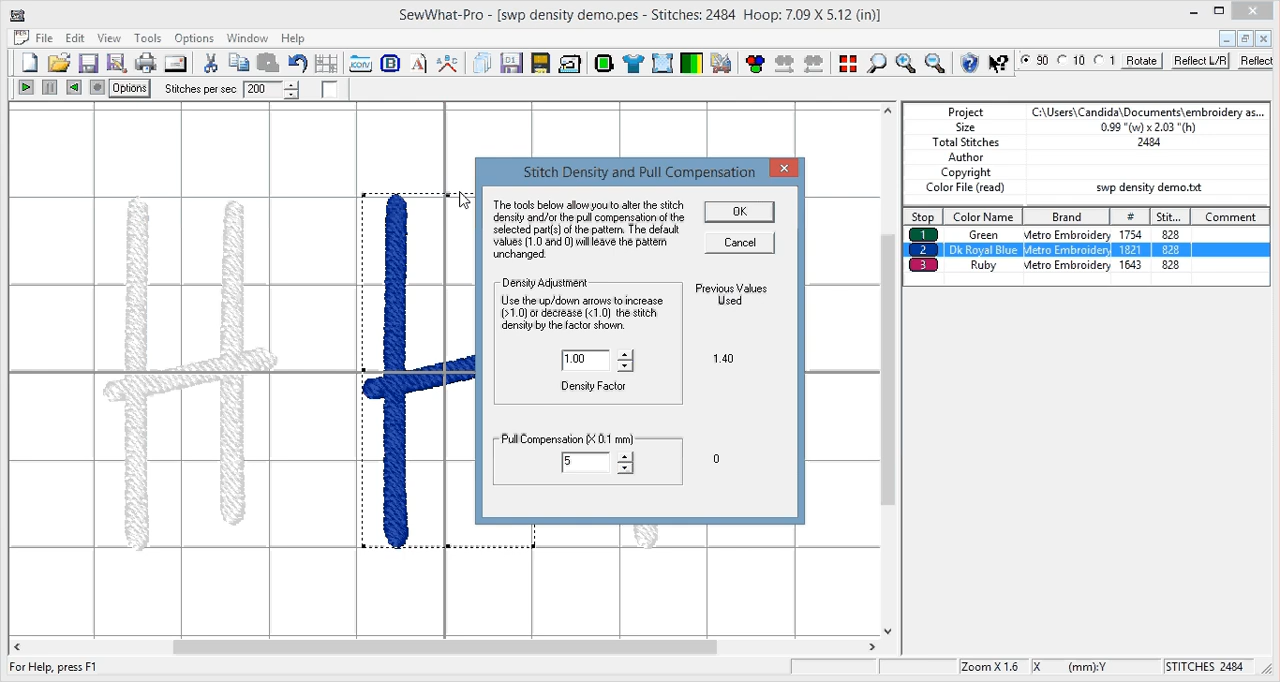 SewWhat-Pro - [swp density demo.pes - Stitches: 2484 Hoop: 7.09 X 5.12 (in)]
File Edit View Tools Options Window Help
90 10 1 Rotate Reflect L/R Reflect
Options Stitches per sec 200
Project C:\Users\Candida\Documents\embroidery as...
Size 0.99 "(w) x 2.03 "(h)
Total Stitches 2484
Author
Copyright
Color File (read) swp density demo.txt
Stop Color Name Brand # Stit... Comment
1 Green Metro Embroidery 1754 828
2 Dk Royal Blue Metro Embroidery 1821 828
3 Ruby Metro Embroidery 1643 828
Stitch Density and Pull Compensation
The tools below allow you to alter the stitch
density and/or the pull compensation of the
selected part(s) of the pattern. The default
values (1.0 and 0) will leave the pattern
unchanged.
OK
Cancel
Density Adjustment
Use the up/down arrows to increase
(>1.0) or decrease (<1.0) the stitch
density by the factor shown.
1.00
Density Factor
Previous Values
Used
1.40
Pull Compensation (X 0.1 mm)
5
0
For Help, press F1
Zoom X 1.6 X (mm):Y STITCHES 2484